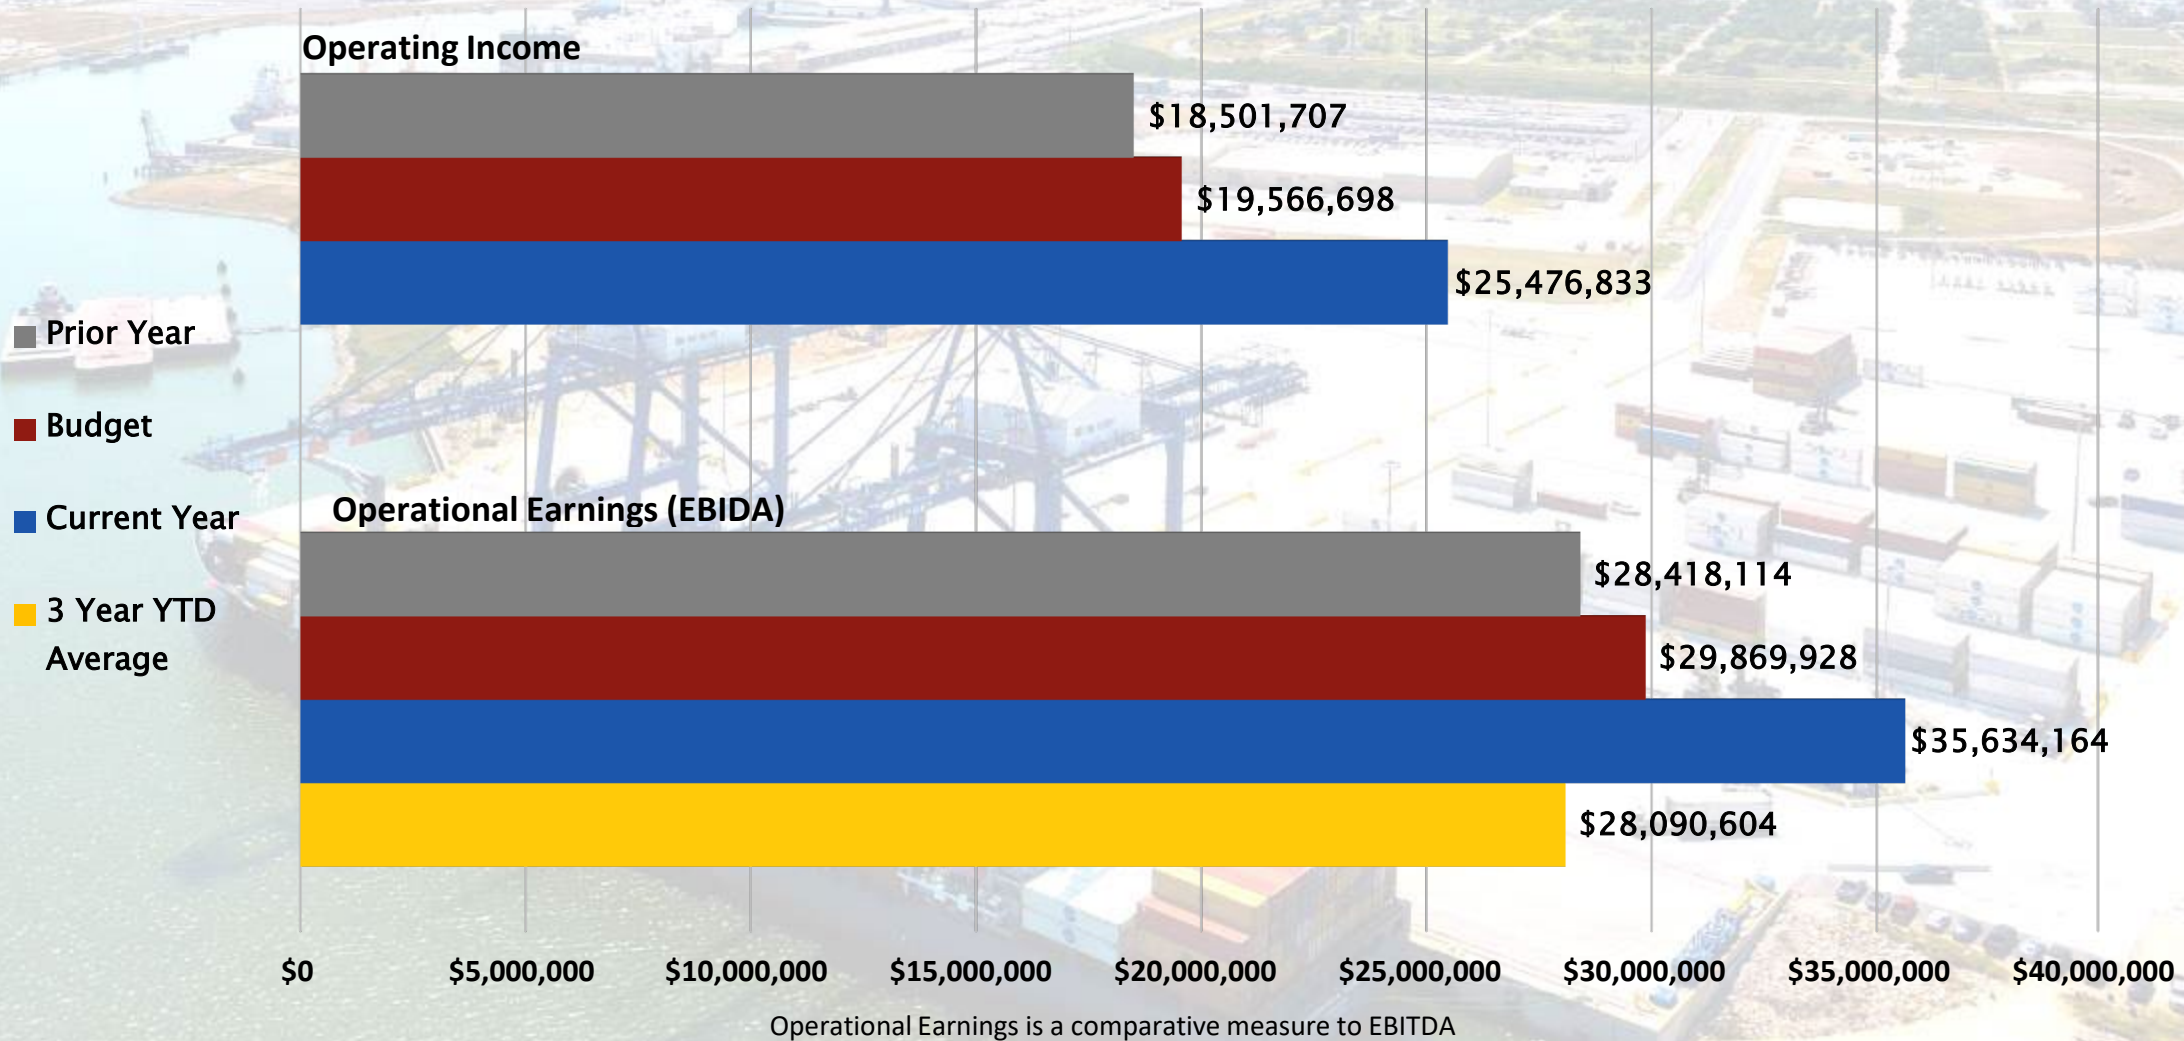 Operating Income
$18,501,707
$19,566,698
$25,476,833
Prior Year
Budget
Current Year
3 Year YTD
Average
Operational Earnings (EBIDA)
$28,418,114
$29,869,928
$35,634,164
$28,090,604
$0
$5,000,000
$10,000,000
$15,000,000
$20,000,000
$25,000,000
$30,000,000
$35,000,000
$40,000,000
Operational Earnings is a comparative measure to EBITDA